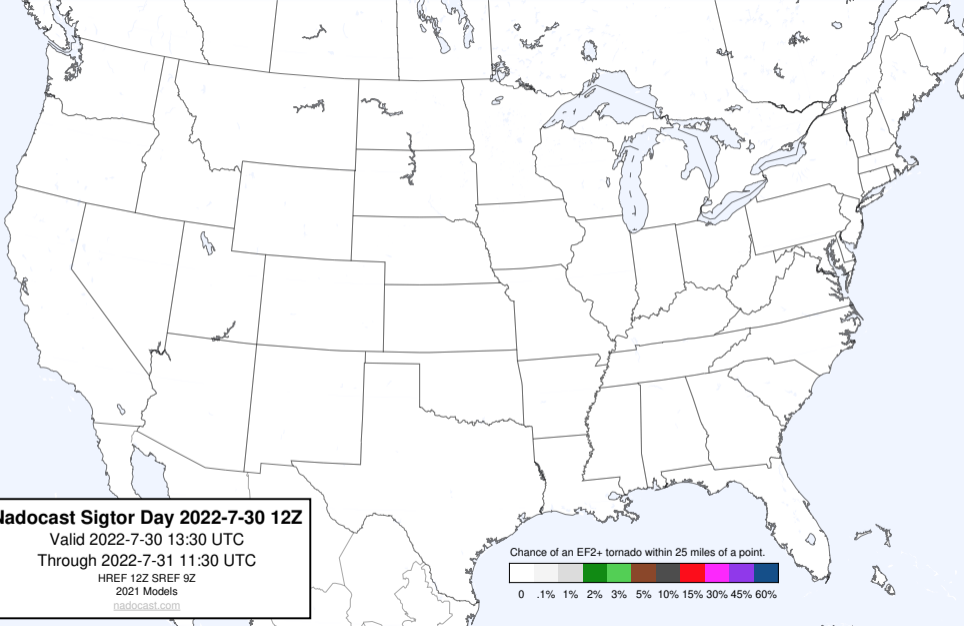 Nadocast Sigtor Day 2022-7-30 12Z
Valid 2022-7-30 13:30 UTC
Through 2022-7-31 11:30 UTC
HREF 12Z SREF 9Z
2021 Models
nadocast.com
Chance of an EF2+ tornado within 25 miles of a point.
0 .1% 1% 2% 3% 5% 10% 15% 30% 45% 60%